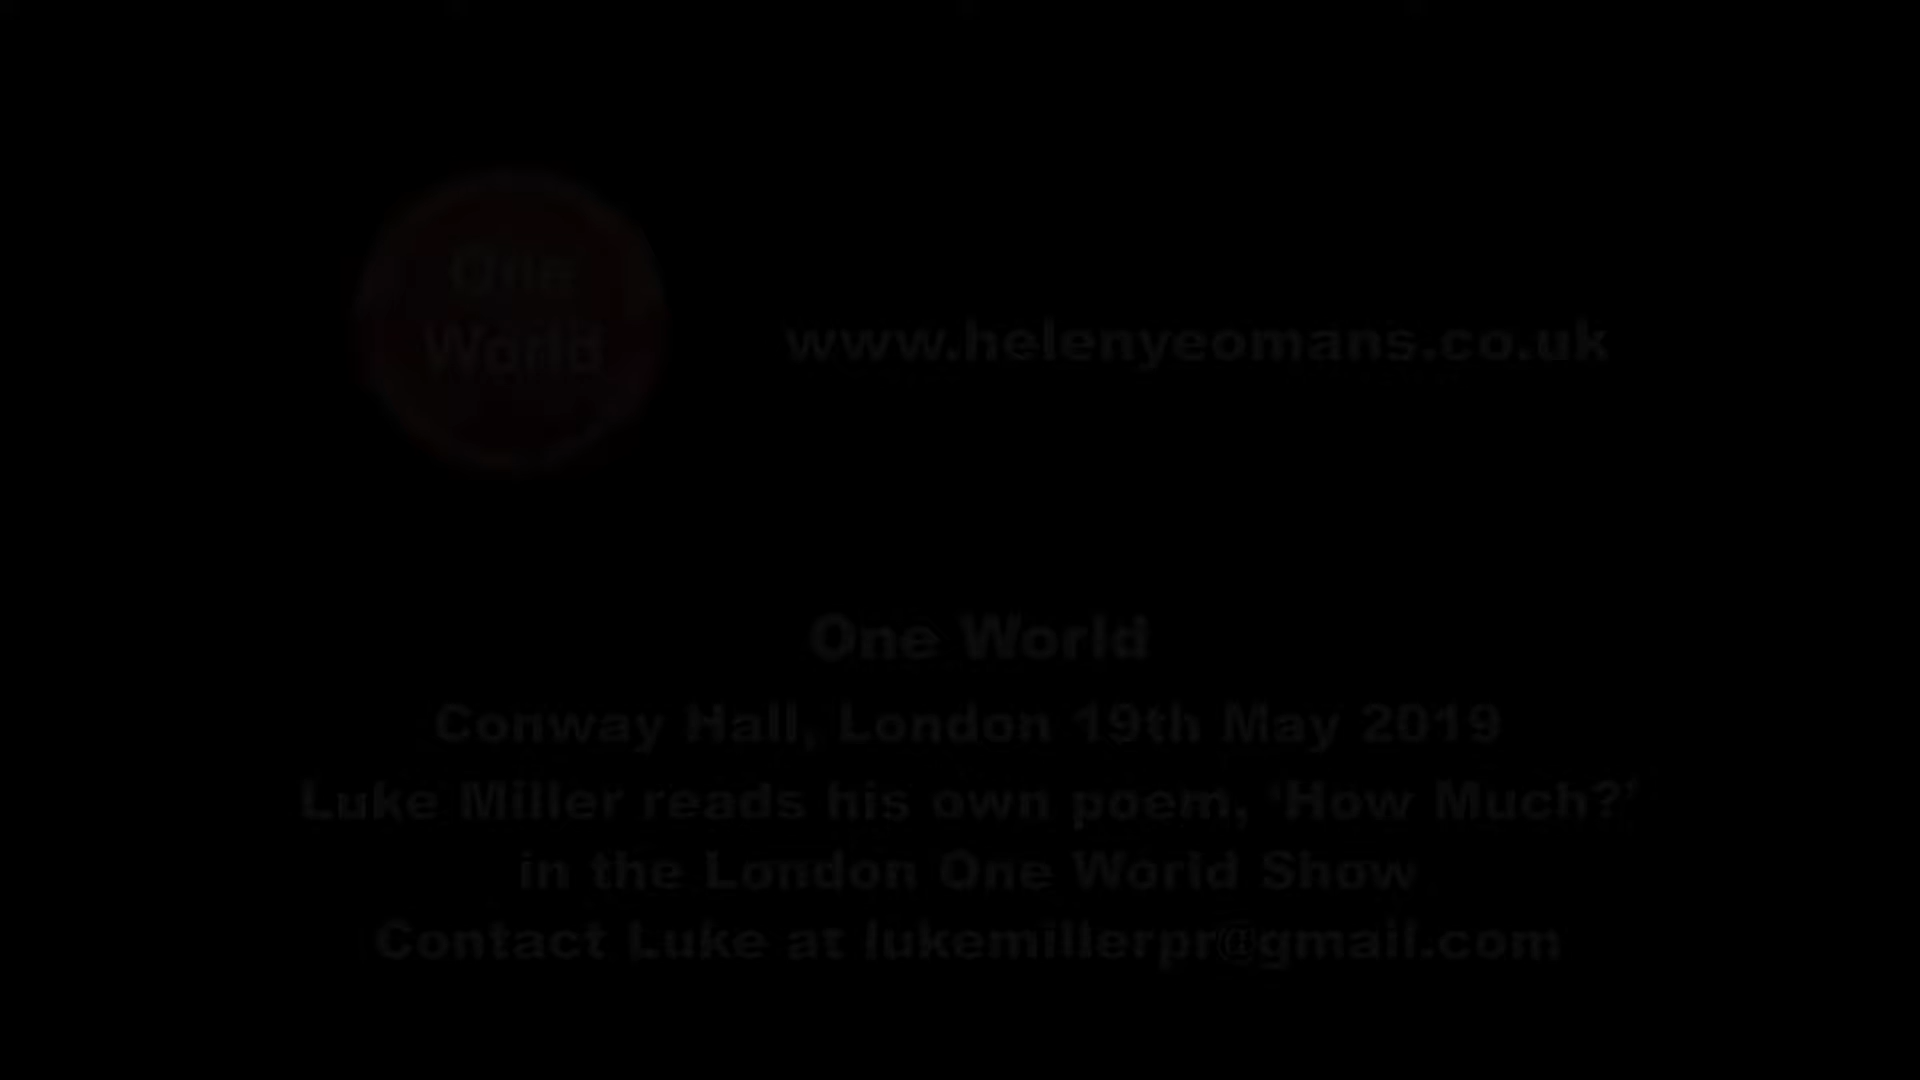 One
World
www.helenyeomans.co.uk
One World
Conway Hall, London 19th May 2019
Luke Miller reads his own poem, ‘How Much?’
in the London One World Show
Contact Luke at lukemillerpr@gmail.com